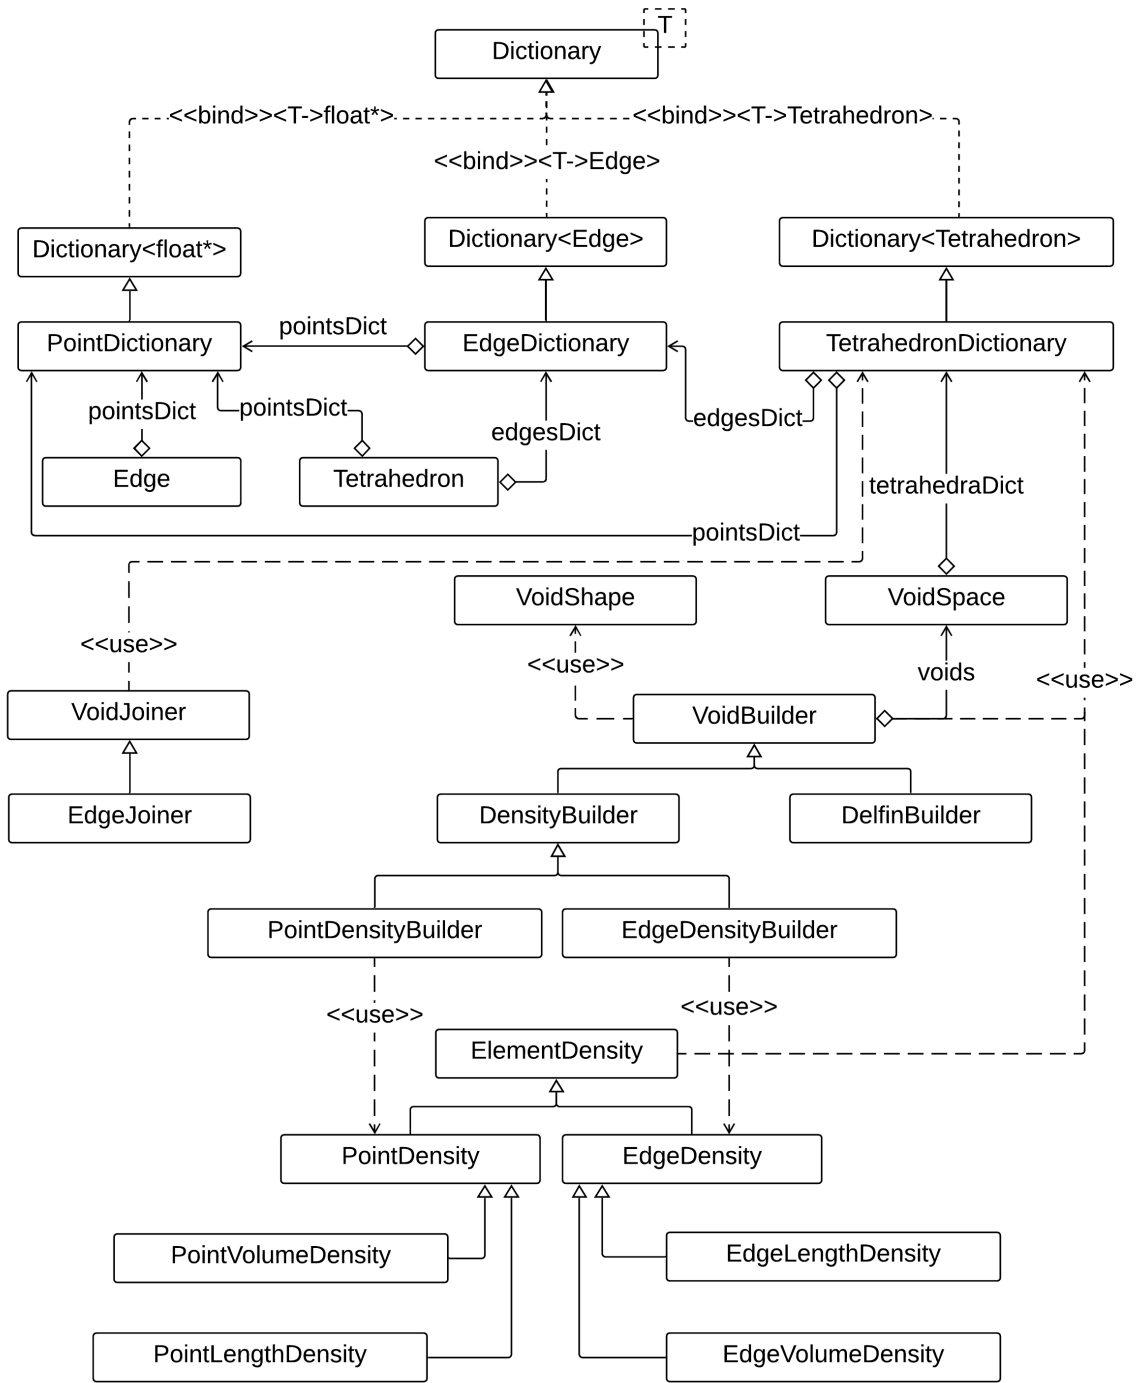 T
Dictionary
<<bind>><T->float*>
<<bind>><T->Tetrahedron>
<<bind>><T->Edge>
Dictionary<float*>
Dictionary<Edge>
Dictionary<Tetrahedron>
pointsDict
PointDictionary
EdgeDictionary
TetrahedronDictionary
pointsDict
pointsDict
edgesDict
edgesDict
Edge
Tetrahedron
tetrahedraDict
pointsDict
VoidShape
VoidSpace
<<use>>
<<use>>
voids
<<use>>
VoidJoiner
VoidBuilder
EdgeJoiner
DensityBuilder
DelfinBuilder
PointDensityBuilder
EdgeDensityBuilder
<<use>>
<<use>>
ElementDensity
PointDensity
EdgeDensity
PointVolumeDensity
EdgeLengthDensity
PointLengthDensity
EdgeVolumeDensity